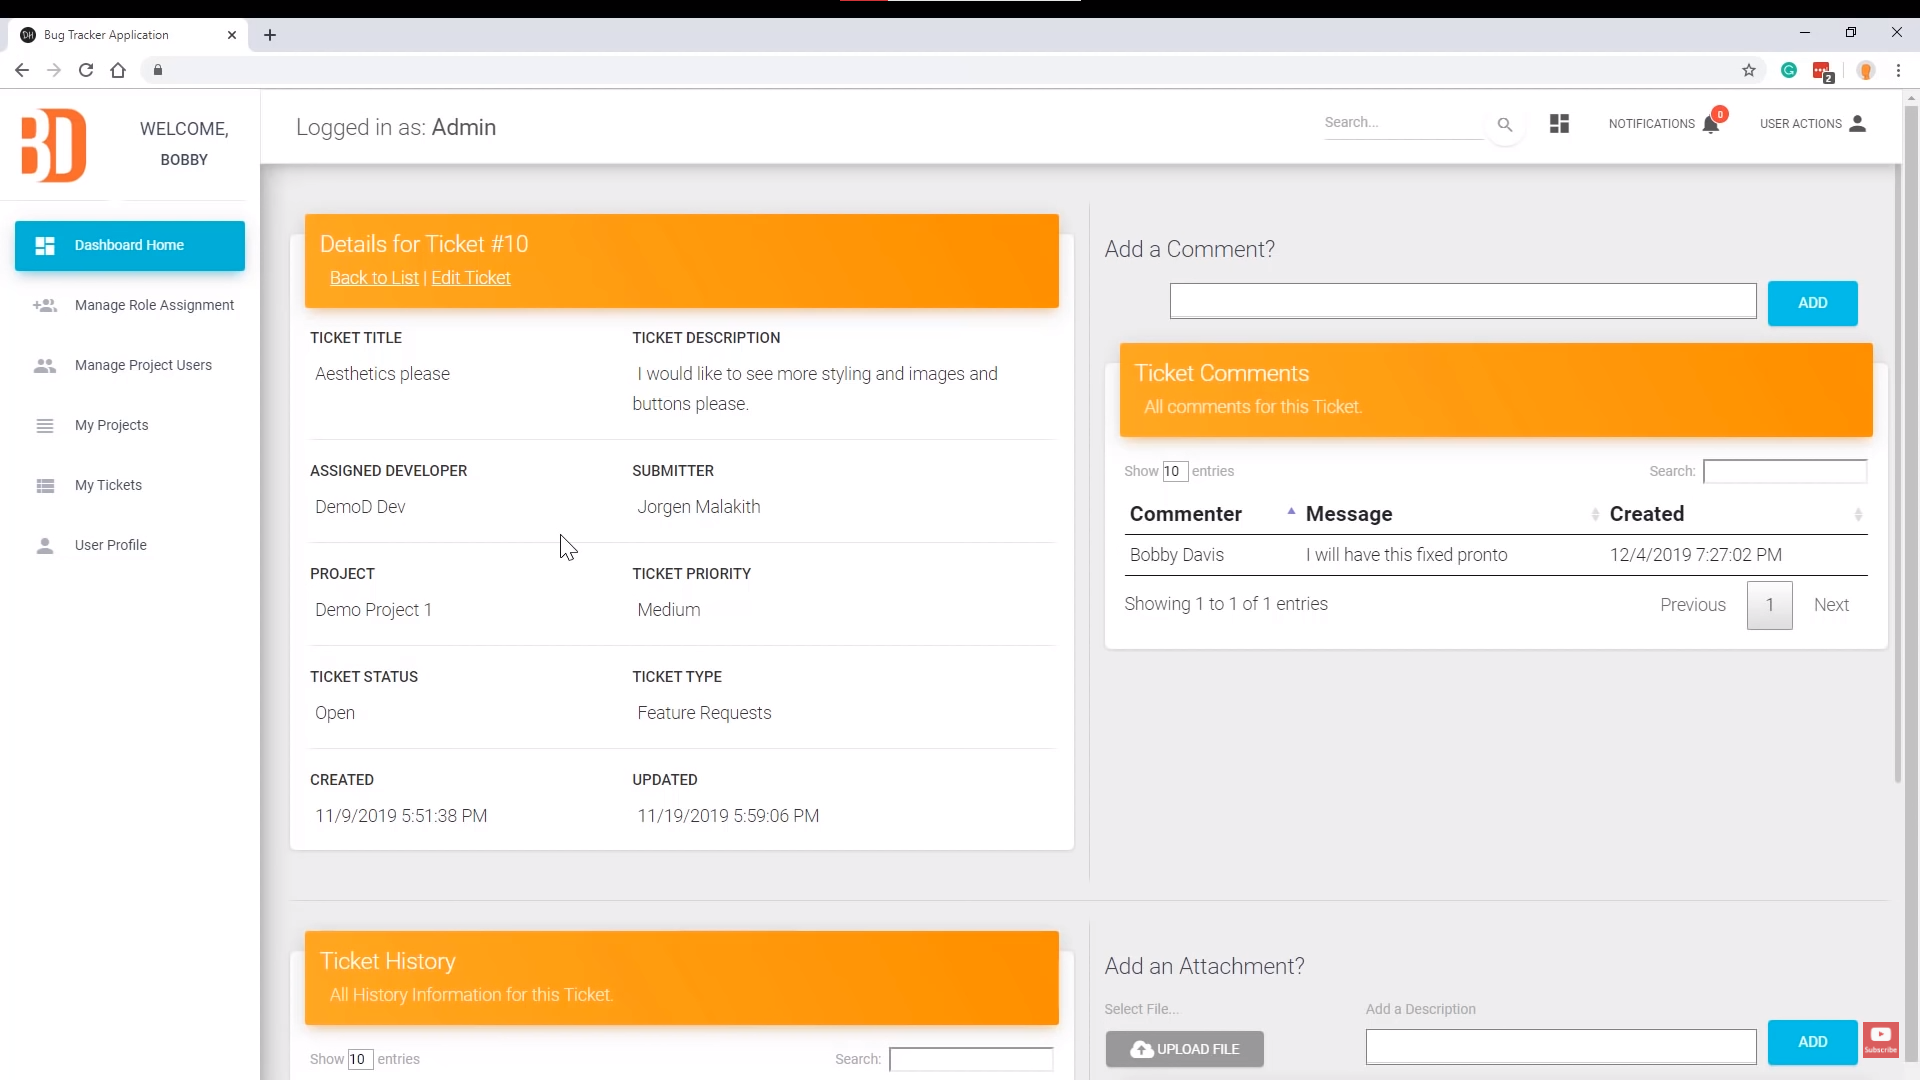 Bug Tracker Application
2
BD
WELCOME,
BOBBY
Logged in as: Admin
Search...
NOTIFICATIONS
0
USER ACTIONS
Dashboard Home
Manage Role Assignment
Manage Project Users
My Projects
My Tickets
User Profile
Details for Ticket #10
Back to List | Edit Ticket
TICKET TITLE
Aesthetics please
TICKET DESCRIPTION
I would like to see more styling and images and
buttons please.
ASSIGNED DEVELOPER
DemoD Dev
SUBMITTER
Jorgen Malakith
PROJECT
Demo Project 1
TICKET PRIORITY
Medium
TICKET STATUS
Open
TICKET TYPE
Feature Requests
CREATED
11/9/2019 5:51:38 PM
UPDATED
11/19/2019 5:59:06 PM
Add a Comment?
ADD
Ticket Comments
All comments for this Ticket.
Show 10 entries
Search:
Commenter Message Created
Bobby Davis I will have this fixed pronto 12/4/2019 7:27:02 PM
Showing 1 to 1 of 1 entries
Previous 1 Next
Ticket History
All History Information for this Ticket.
Show 10 entries
Search:
Add an Attachment?
Select File...
Add a Description
UPLOAD FILE
ADD
Subscribe